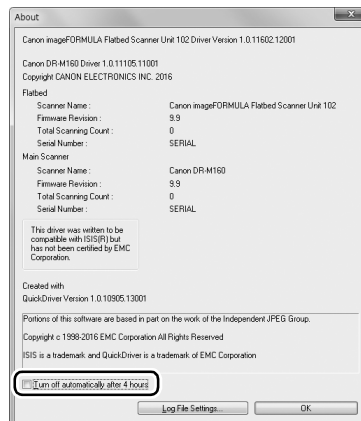 About
Canon imageFORMULA Flatbed Scanner Unit 102 Driver Version 1.0.11602.12001
Canon DR-M160 Driver 1.0.11105.11001
Copyright CANON ELECTRONICS INC. 2016
Flatbed
Scanner Name : Canon imageFORMULA Flatbed Scanner Unit 102
Firmware Revision : 9.9
Total Scanning Count : 0
Serial Number : SERIAL
Main Scanner
Scanner Name : Canon DR-M160
Firmware Revision : 9.9
Total Scanning Count : 0
Serial Number : SERIAL
This driver was written to be
compatible with ISIS(R) but
has not been certified by EMC
Corporation.
Created with
QuickDriver Version 1.0.10905.13001
Portions of this software are based in part on the work of the Independent JPEG Group.
Copyright c 1998-2016 EMC Corporation All Rights Reserved
ISIS is a trademark and QuickDriver is a trademark of EMC Corporation
Turn off automatically after 4 hours
Log File Settings... OK